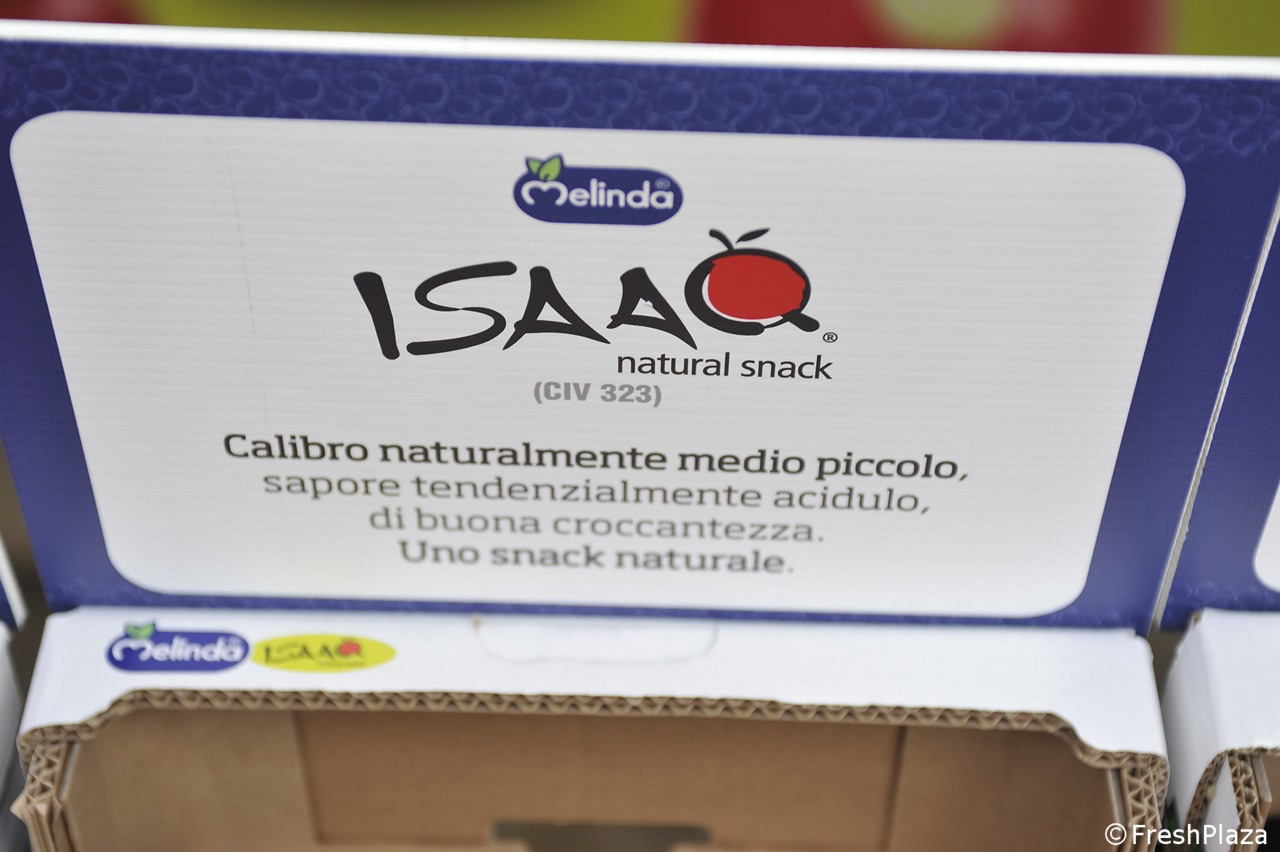 Melinda®
ISAAQ®
natural snack
(CIV 323)
Calibro naturalmente medio piccolo,
sapore tendenzialmente acidulo,
di buona croccantezza.
Uno snack naturale.
Melinda® ISAAQ
©FreshPlaza